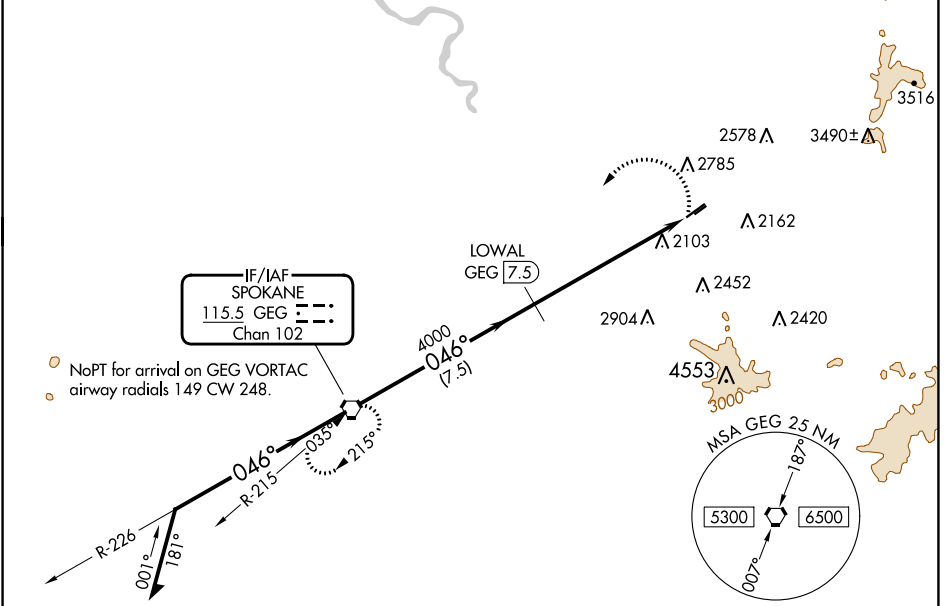 3516
2578
3490±
2785
2162
2103
LOWAL
GEG 7.5
2452
IF/IAF
SPOKANE
115.5 GEG
Chan 102
2904
2420
4000
046°
(7.5)
NoPT for arrival on GEG VORTAC
airway radials 149 CW 248.
4553
3000
046°
035°
215°
R-215
MSA GEG 25 NM
187°
5300
6500
007°
R-226
001°
181°